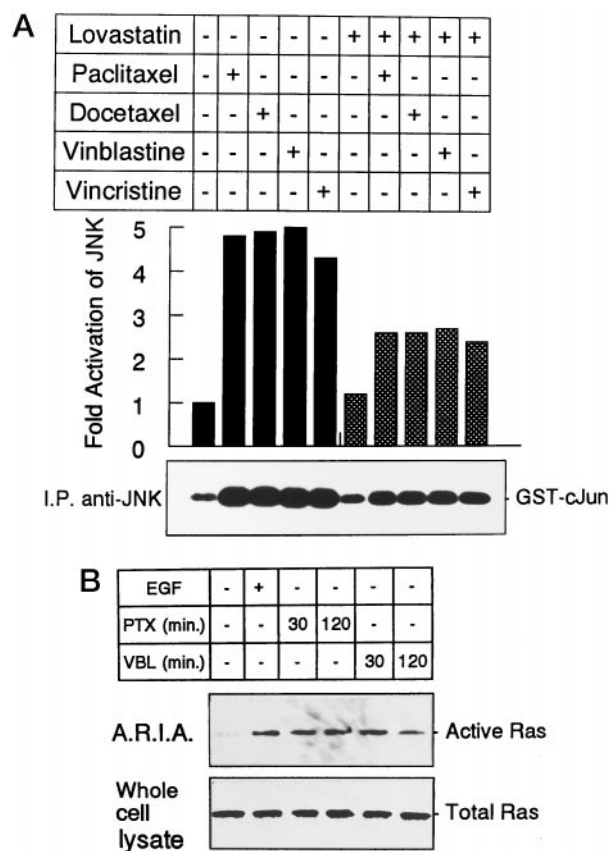 A
Lovastatin - - - - - + + + + +
Paclitaxel - + - - - - + - - -
Docetaxel - - + - - - - + - -
Vinblastine - - - + - - - - + -
Vincristine - - - - + - - - - +
Fold Activation of JNK
5
4
3
2
1
0
I.P. anti-JNK - GST-cJun
B
EGF - + - - - -
PTX (min.) - - 30 120 - -
VBL (min.) - - - - 30 120
A.R.I.A. - Active Ras
Whole
cell - Total Ras
lysate